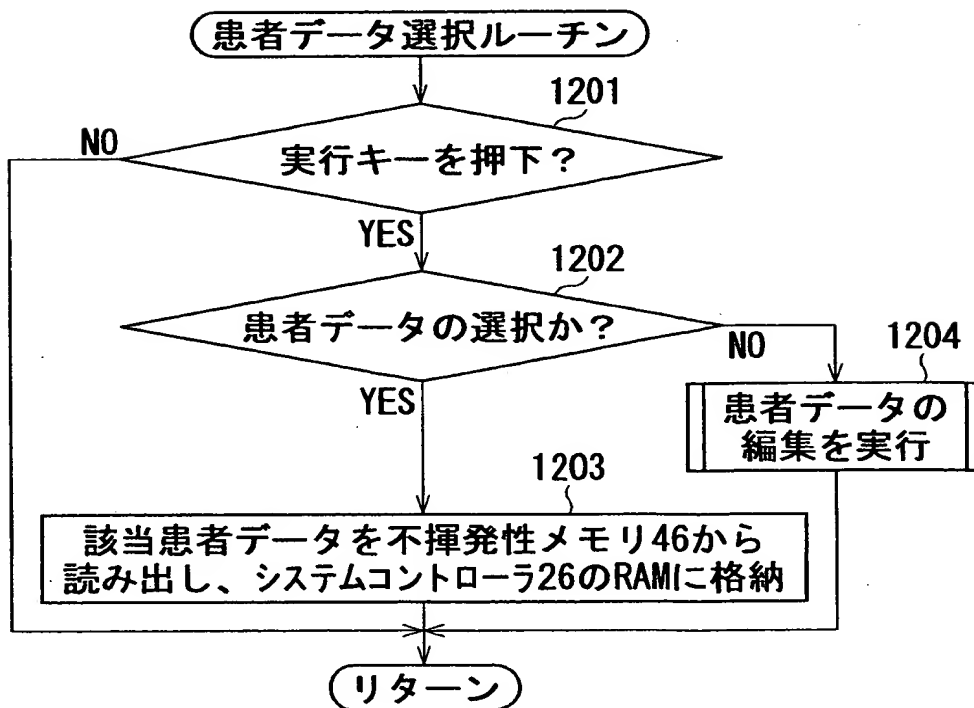 患者データ選択ルーチン
1201
NO
実行キーを押下？
YES
1202
患者データの選択か？
NO
1204
YES
患者データの
編集を実行
1203
該当患者データを不揮発性メモリ46から
読み出し、システムコントローラ26のRAMに格納
リターン